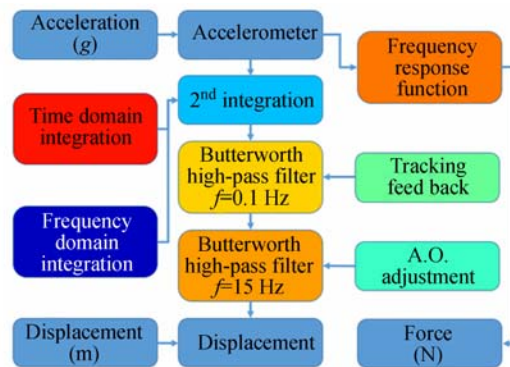 Acceleration
(g)
Accelerometer
Frequency
response
function
Time domain
integration
2nd integration
Butterworth
high-pass filter
f=0.1 Hz
Tracking
feed back
Frequency
domain
integration
Butterworth
high-pass filter
f=15 Hz
A.O.
adjustment
Displacement
(m)
Displacement
Force
(N)